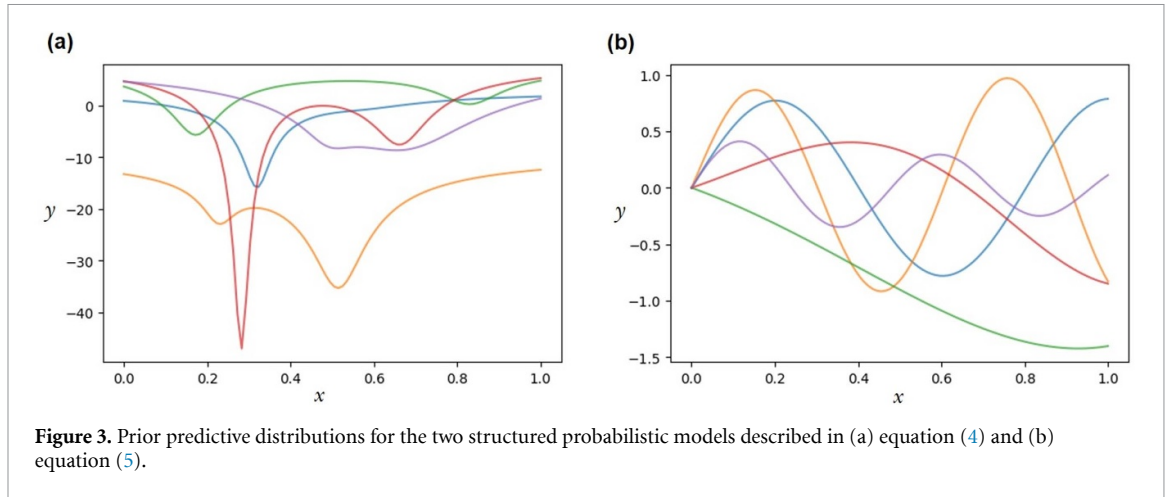 (a)
(b)
0
−10
−20
−30
−40
y
0.0 0.2 0.4 0.6 0.8 1.0
x
1.0
0.5
0.0
−0.5
−1.0
−1.5
y
0.0 0.2 0.4 0.6 0.8 1.0
x
Figure 3. Prior predictive distributions for the two structured probabilistic models described in (a) equation (4) and (b)
equation (5).